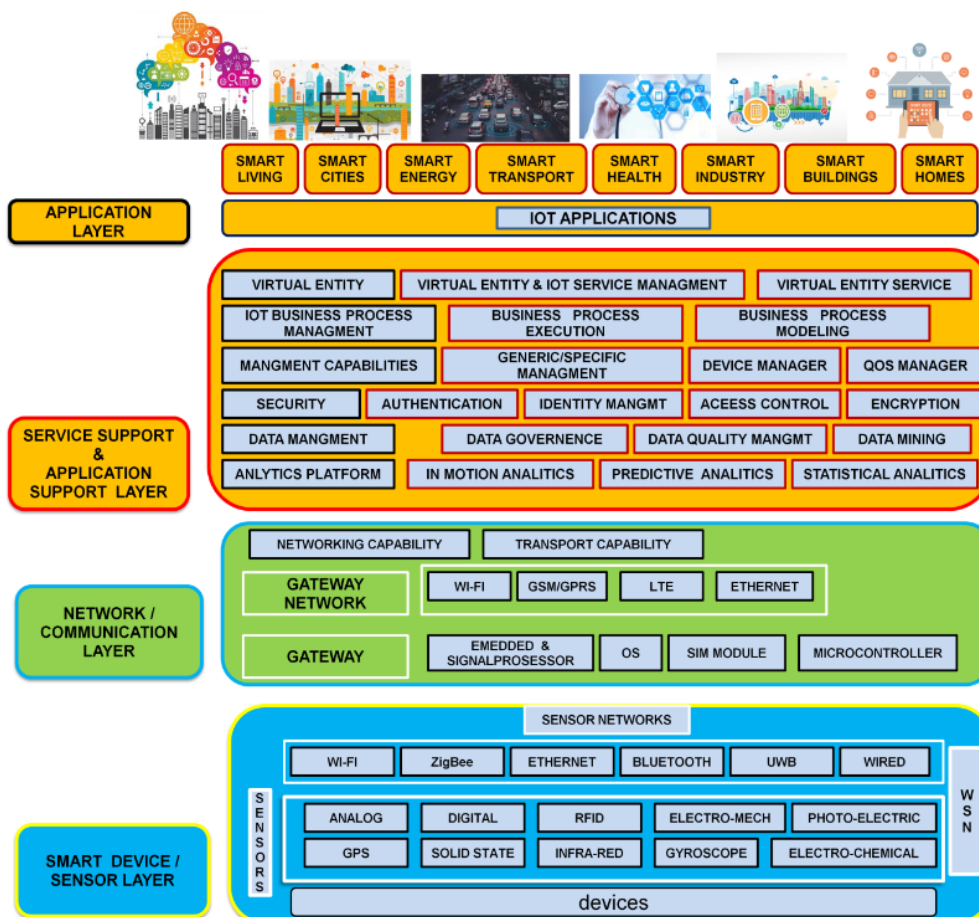 SMART LIVING
SMART CITIES
SMART ENERGY
SMART TRANSPORT
SMART HEALTH
SMART INDUSTRY
SMART BUILDINGS
SMART HOMES
APPLICATION
LAYER
IOT APPLICATIONS
SERVICE SUPPORT
&
APPLICATION
SUPPORT LAYER
VIRTUAL ENTITY
VIRTUAL ENTITY & IOT SERVICE MANAGMENT
VIRTUAL ENTITY SERVICE
IOT BUSINESS PROCESS
MANAGMENT
BUSINESS PROCESS
EXECUTION
BUSINESS PROCESS
MODELING
MANGMENT CAPABILITIES
GENERIC/SPECIFIC
MANAGMENT
DEVICE MANAGER
QOS MANAGER
SECURITY
AUTHENTICATION
IDENTITY MANGMT
ACEESS CONTROL
ENCRYPTION
DATA MANGMENT
DATA GOVERNENCE
DATA QUALITY MANGMT
DATA MINING
ANLYTICS PLATFORM
IN MOTION ANALITICS
PREDICTIVE ANALITICS
STATISTICAL ANALITICS
NETWORK /
COMMUNICATION
LAYER
NETWORKING CAPABILITY
TRANSPORT CAPABILITY
GATEWAY
NETWORK
WI-FI
GSM/GPRS
LTE
ETHERNET
GATEWAY
EMEDDED &
SIGNALPROSESSOR
OS
SIM MODULE
MICROCONTROLLER
SMART DEVICE /
SENSOR LAYER
SENSOR NETWORKS
WI-FI
ZigBee
ETHERNET
BLUETOOTH
UWB
WIRED
WSN
SENSORS
ANALOG
DIGITAL
RFID
ELECTRO-MECH
PHOTO-ELECTRIC
GPS
SOLID STATE
INFRA-RED
GYROSCOPE
ELECTRO-CHEMICAL
devices